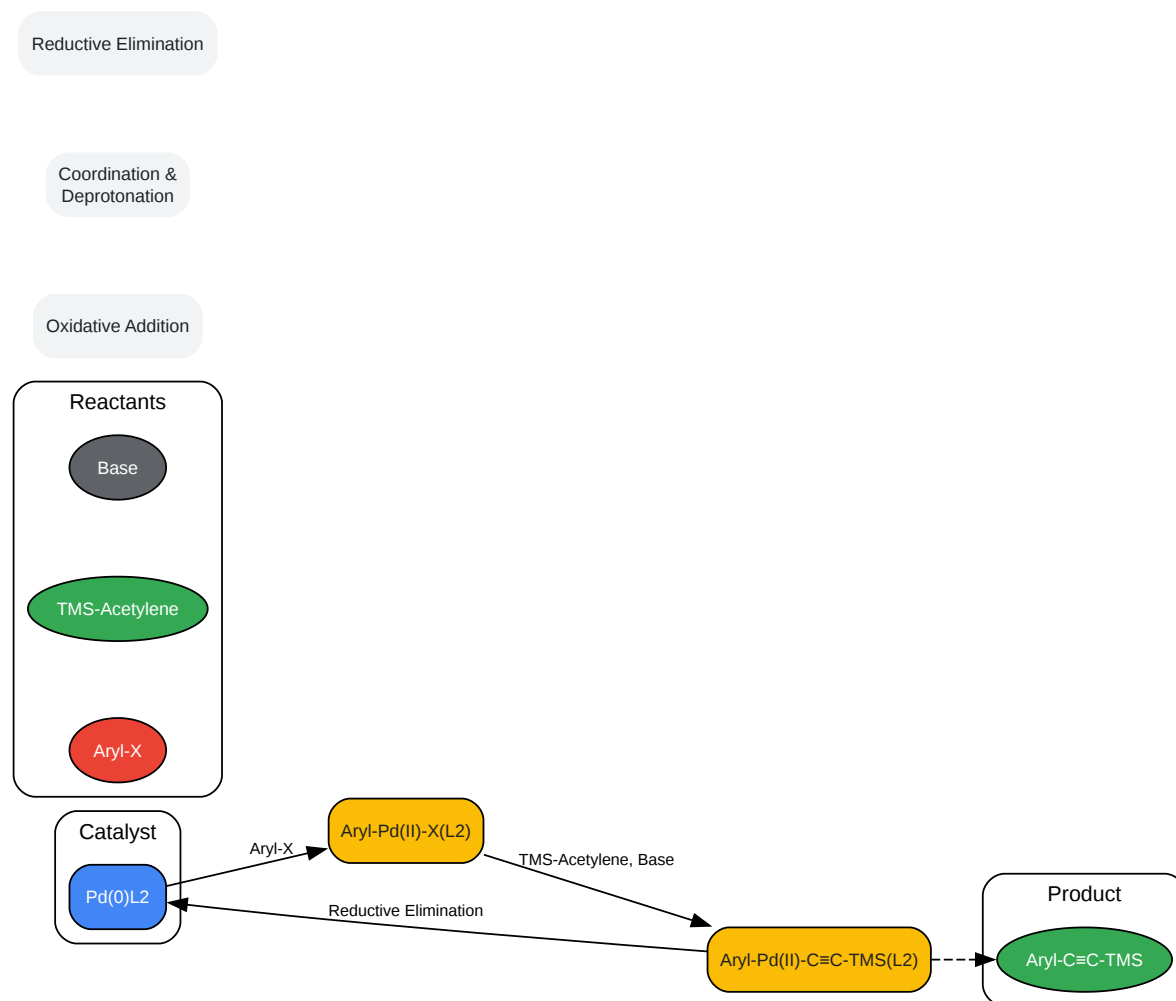 Reductive Elimination
Coordination &
Deprotonation
Oxidative Addition
Reactants
Base
TMS-Acetylene
Aryl-X
Catalyst
Pd(0)L2
Aryl-X
Aryl-Pd(II)-X(L2)
TMS-Acetylene, Base
Reductive Elimination
Aryl-Pd(II)-C≡C-TMS(L2)
Product
Aryl-C≡C-TMS